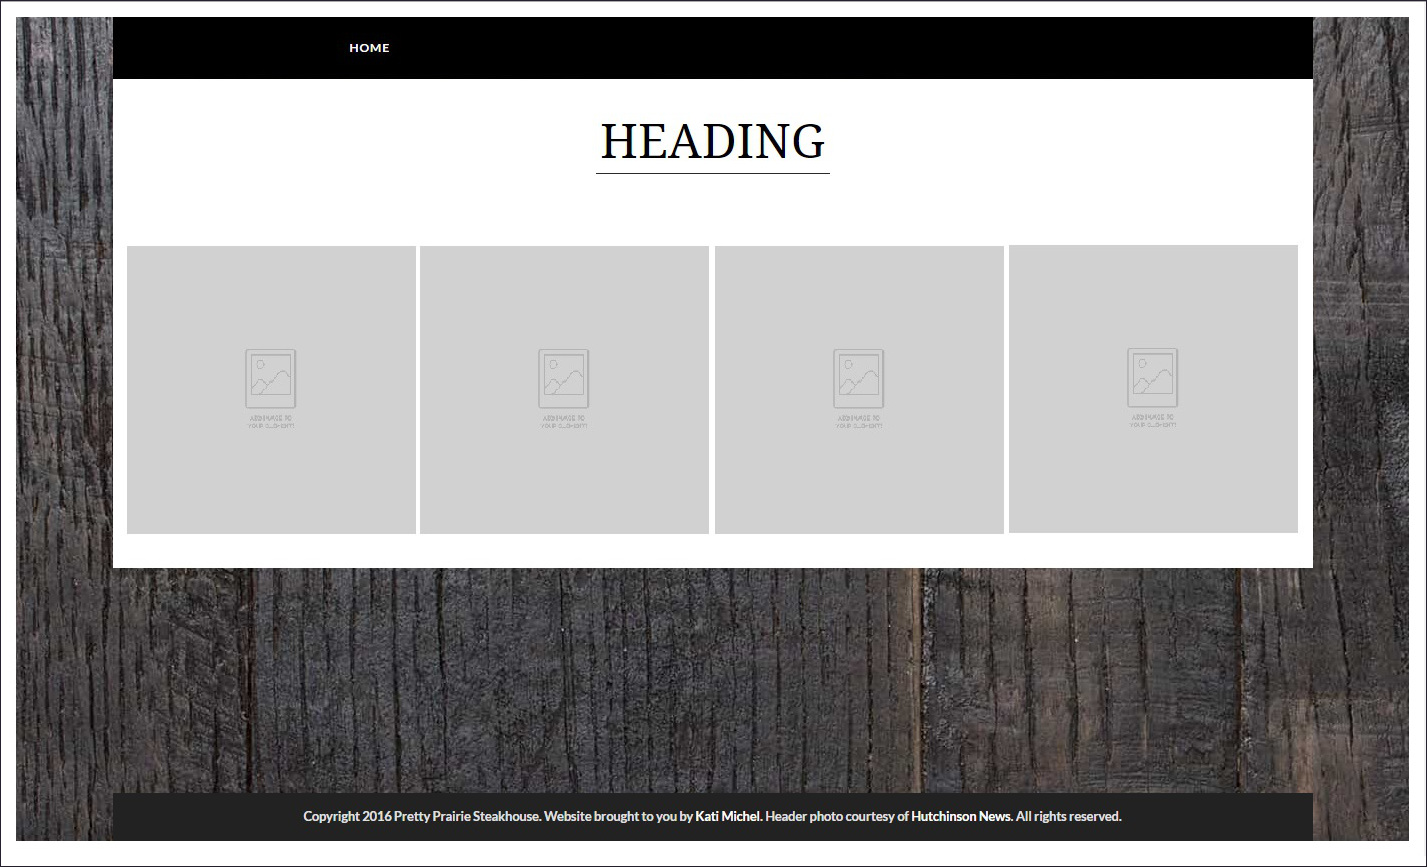 HOME
HEADING
ADD IMAGE TO
YOUR ELEMENT
ADD IMAGE TO
YOUR ELEMENT
ADD IMAGE TO
YOUR ELEMENT
ADD IMAGE TO
YOUR ELEMENT
Copyright 2016 Pretty Prairie Steakhouse. Website brought to you by Kati Michel. Header photo courtesy of Hutchinson News. All rights reserved.